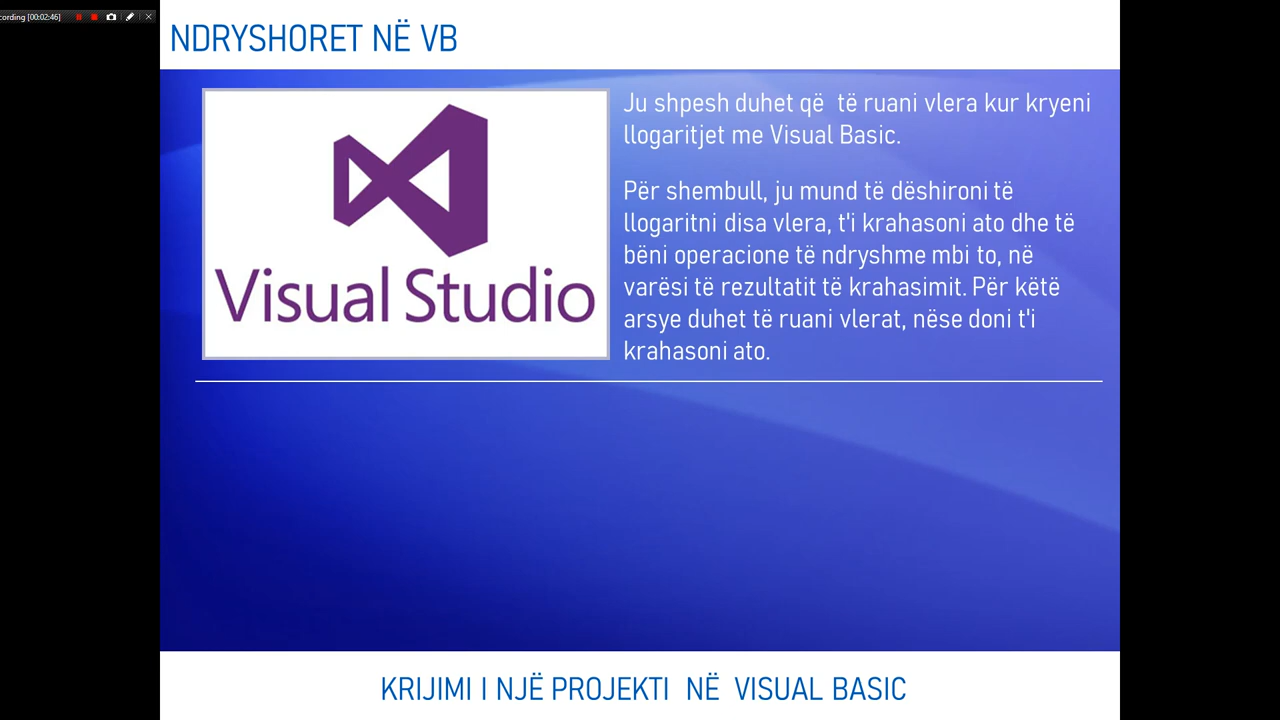 cording [00:02:46]
NDRYSHORET NË VB
Visual Studio
Ju shpesh duhet që  të ruani vlera kur kryeni
llogaritjet me Visual Basic.
Për shembull, ju mund të dëshironi të
llogaritni disa vlera, t'i krahasoni ato dhe të
bëni operacione të ndryshme mbi to, në
varësi të rezultatit të krahasimit. Për këtë
arsye duhet të ruani vlerat, nëse doni t'i
krahasoni ato.
KRIJIMI I NJË PROJEKTI  NË  VISUAL BASIC